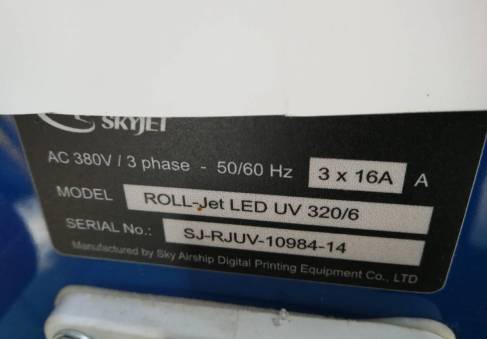 SKYJET
AC 380V / 3 phase - 50/60 Hz 3 x 16A A
MODEL ROLL-Jet LED UV 320/6
SERIAL No.: SJ-RJUV-10984-14
Manufactured by Sky Airship Digital Printing Equipment Co., LTD